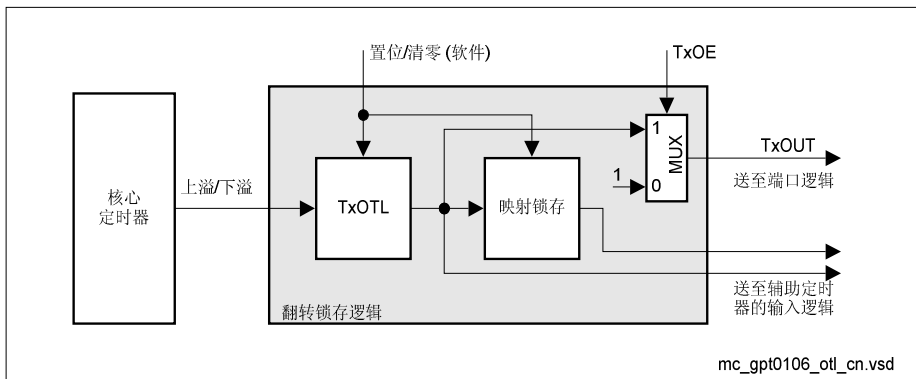 置位/清零 (软件)
TxOE
核心
定时器
上溢/下溢
TxOTL
映射锁存
1
1
0
MUX
TxOUT
送至端口逻辑
送至辅助定时
器的输入逻辑
翻转锁存逻辑
mc_gpt0106_otl_cn.vsd